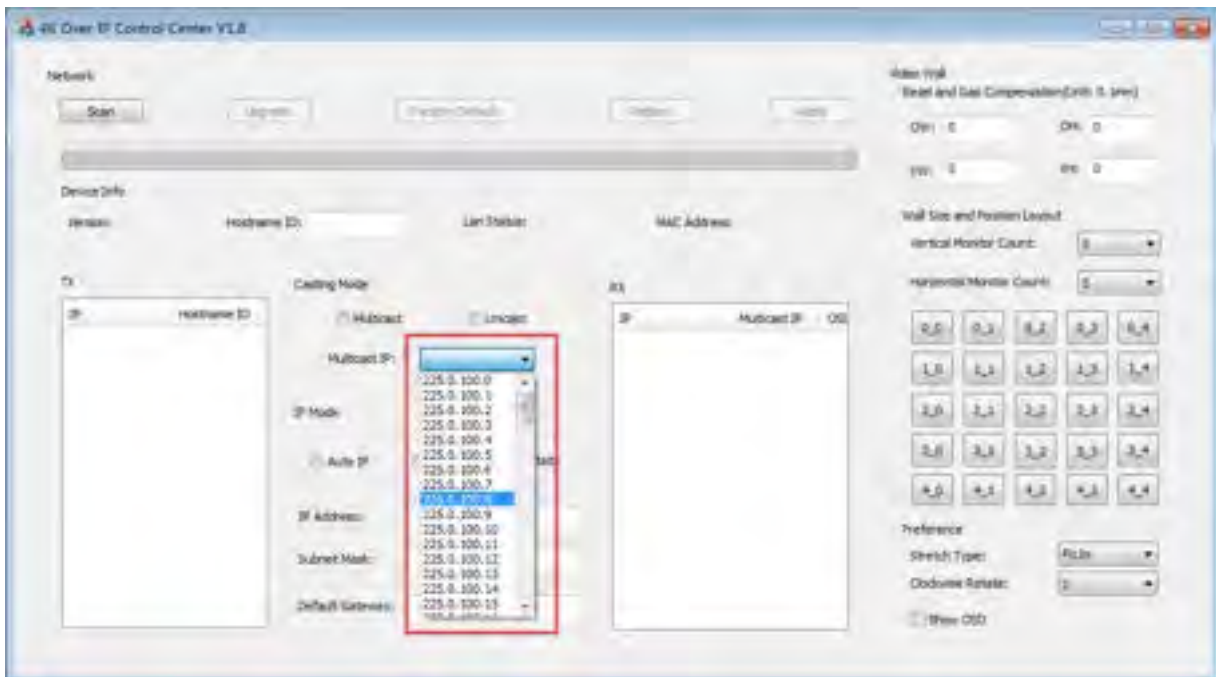 4K Over IP Control Center V1.8
Network
Scan
Upgrade
Factory Default
Reboot
Apply
Device Info
Version:
Hostname ID:
Lan Status:
MAC Address:
TX
IP Hostname ID
Casting Mode
Multicast
Unicast
Multicast IP:
225.0.100.0
225.0.100.1
225.0.100.2
225.0.100.3
225.0.100.4
225.0.100.5
225.0.100.6
225.0.100.7
225.0.100.8
225.0.100.9
225.0.100.10
225.0.100.11
225.0.100.12
225.0.100.13
225.0.100.14
225.0.100.15
IP Mode
Auto IP
IP Address:
Subnet Mask:
Default Gateway:
RX
IP Multicast IP OSD
Video Wall
Bezel and Gap Compensation(Unit: 0.1mm)
OW: 0 OH: 0
VW: 0 VH: 0
Wall Size and Position Layout
Vertical Monitor Count:
Horizontal Monitor Count:
0_0 0_1 0_2 0_3 0_4
1_0 1_1 1_2 1_3 1_4
2_0 2_1 2_2 2_3 2_4
3_0 3_1 3_2 3_3 3_4
4_0 4_1 4_2 4_3 4_4
Preference
Stretch Type:
Clockwise Rotate:
Show OSD